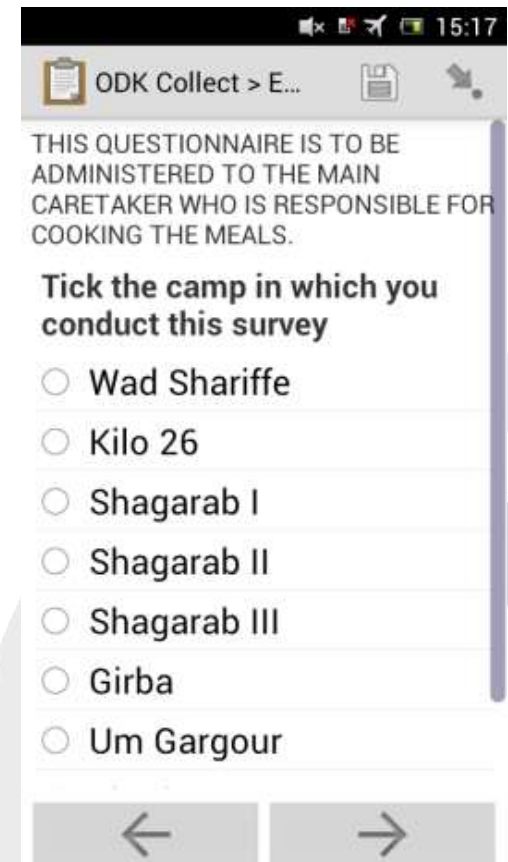 15:17
ODK Collect > E...
THIS QUESTIONNAIRE IS TO BE
ADMINISTERED TO THE MAIN
CARETAKER WHO IS RESPONSIBLE FOR
COOKING THE MEALS.
Tick the camp in which you
conduct this survey
Wad Shariffe
Kilo 26
Shagarab I
Shagarab II
Shagarab III
Girba
Um Gargour